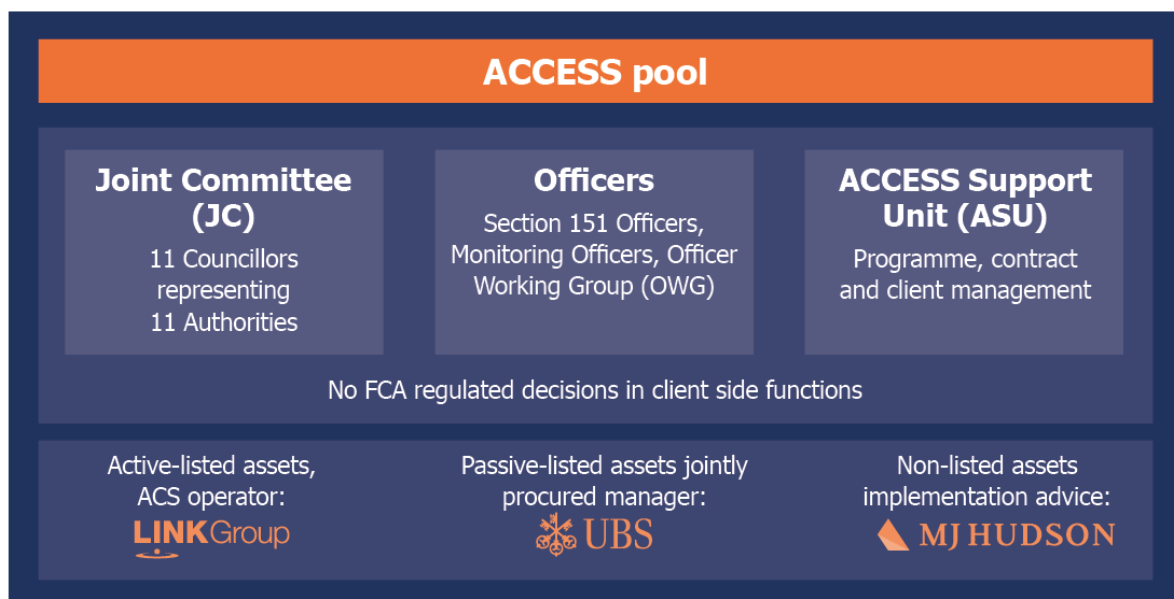 ACCESS pool
Joint Committee
(JC)
11 Councillors
representing
11 Authorities
Officers
Section 151 Officers,
Monitoring Officers, Officer
Working Group (OWG)
ACCESS Support
Unit (ASU)
Programme, contract
and client management
No FCA regulated decisions in client side functions
Active-listed assets,
ACS operator:
LINKGroup
Passive-listed assets jointly
procured manager:
UBS
Non-listed assets
implementation advice:
MJ HUDSON